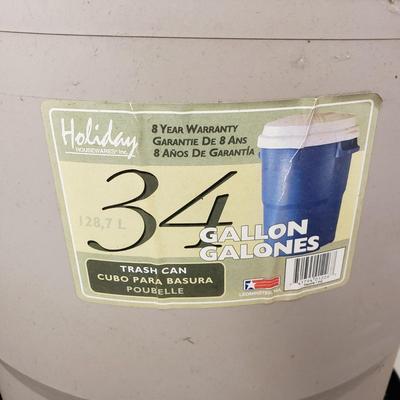 Holiday
HOUSEWARES® Inc.
8 YEAR WARRANTY
GARANTIE DE 8 ANS
8 AÑOS DE GARANTÍA
128,7 L
34
GALLON
GALONES
TRASH CAN
CUBO PARA BASURA
POUBELLE